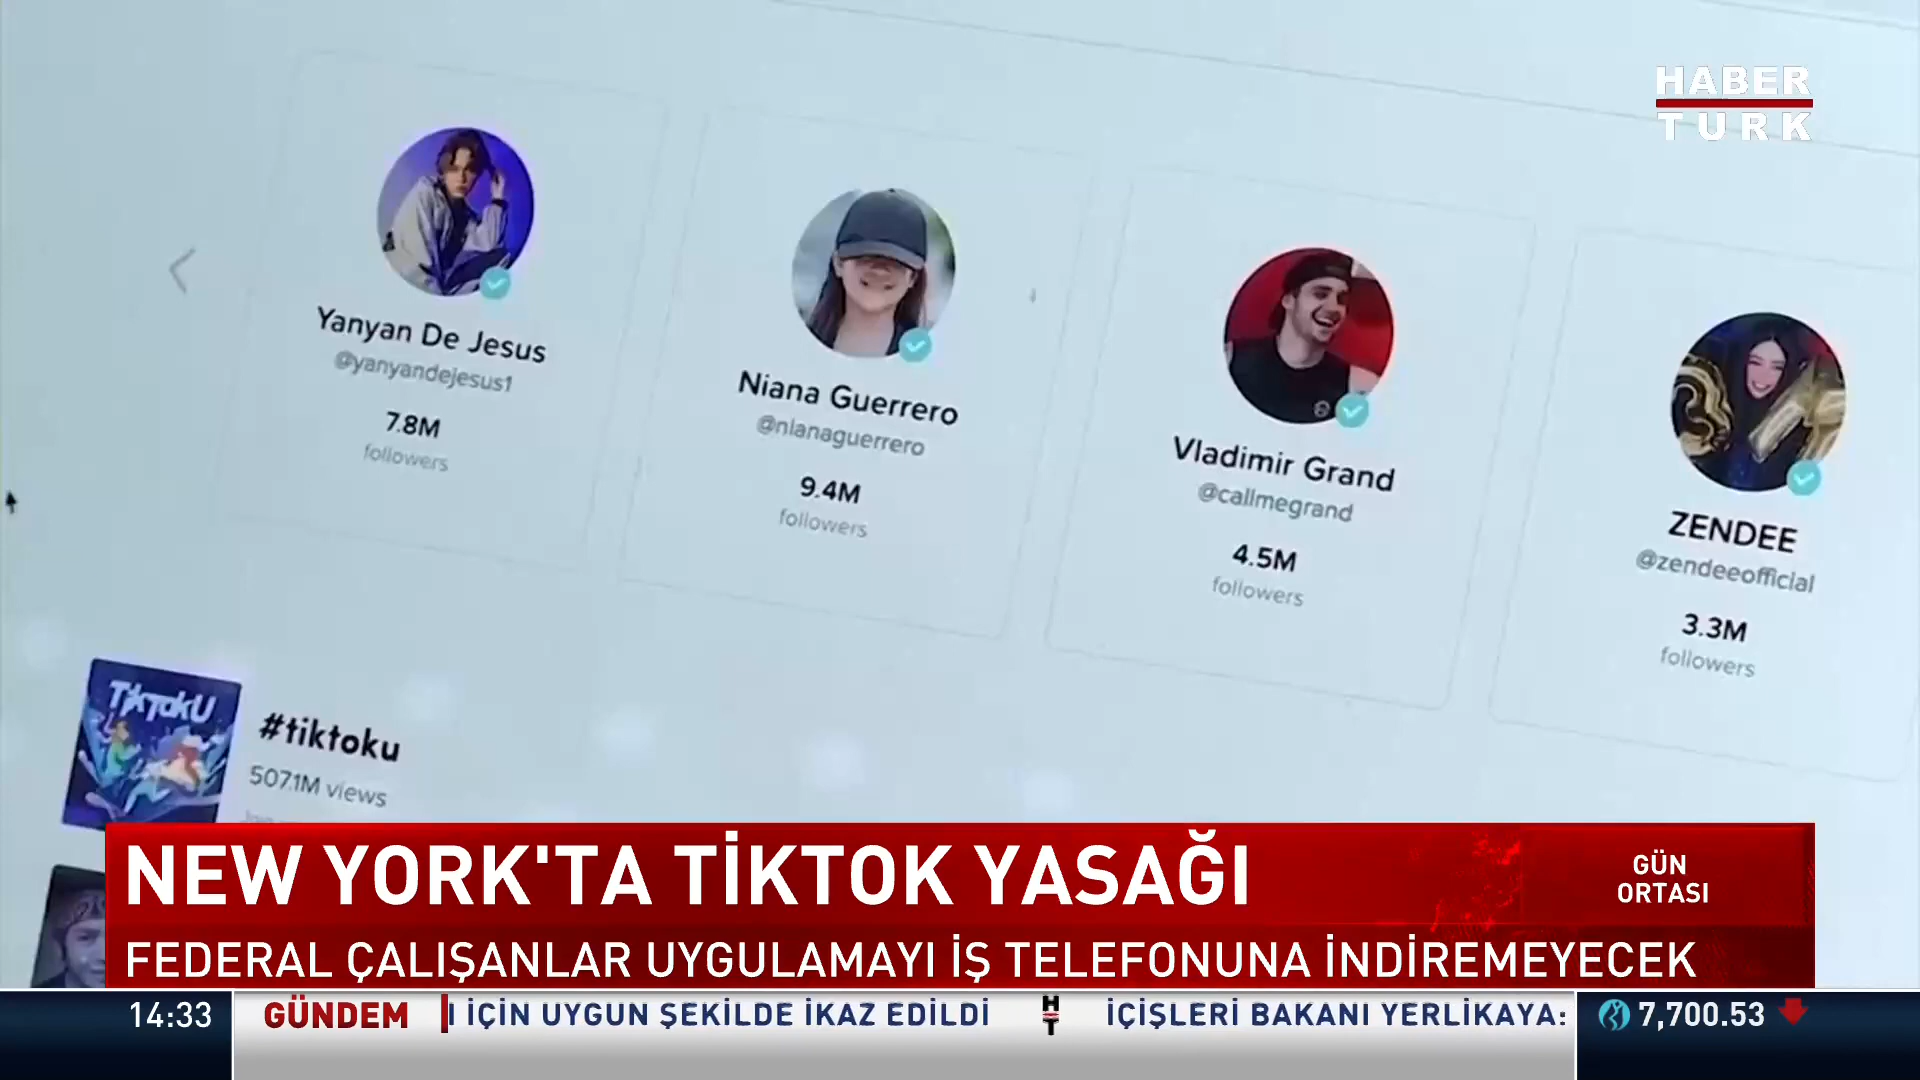 HABER
TURK
Yanyan De Jesus
@yanyandejesus1
7.8M
followers
Niana Guerrero
@nianaguerrero
9.4M
followers
Vladimir Grand
@callmegrand
4.5M
followers
ZENDEE
@zendeeofficial
3.3M
followers
TikTokU
#tiktoku
507.1M views
NEW YORK'TA TİKTOK YASAĞI
GÜN
ORTASI
FEDERAL ÇALIŞANLAR UYGULAMAYI İŞ TELEFONUNA İNDİREMEYECEK
14:33
GÜNDEM
I İÇİN UYGUN ŞEKİLDE İKAZ EDİLDİ
HT
İÇİŞLERİ BAKANI YERLİKAYA:
7,700.53